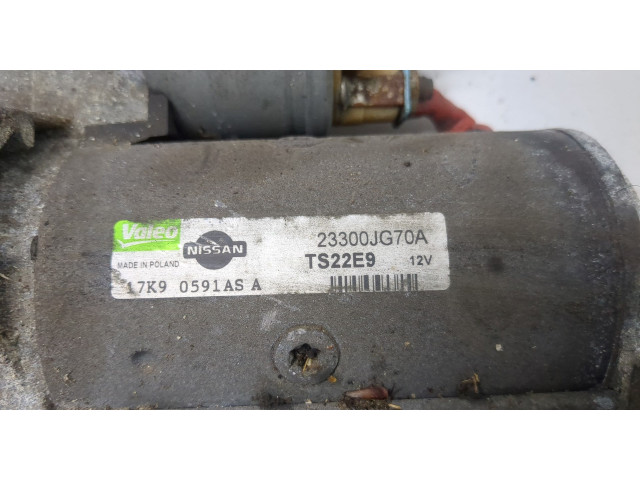 Valeo
NISSAN
23300JG70A
MADE IN POLAND
TS22E9
12V
17K9 0591AS A